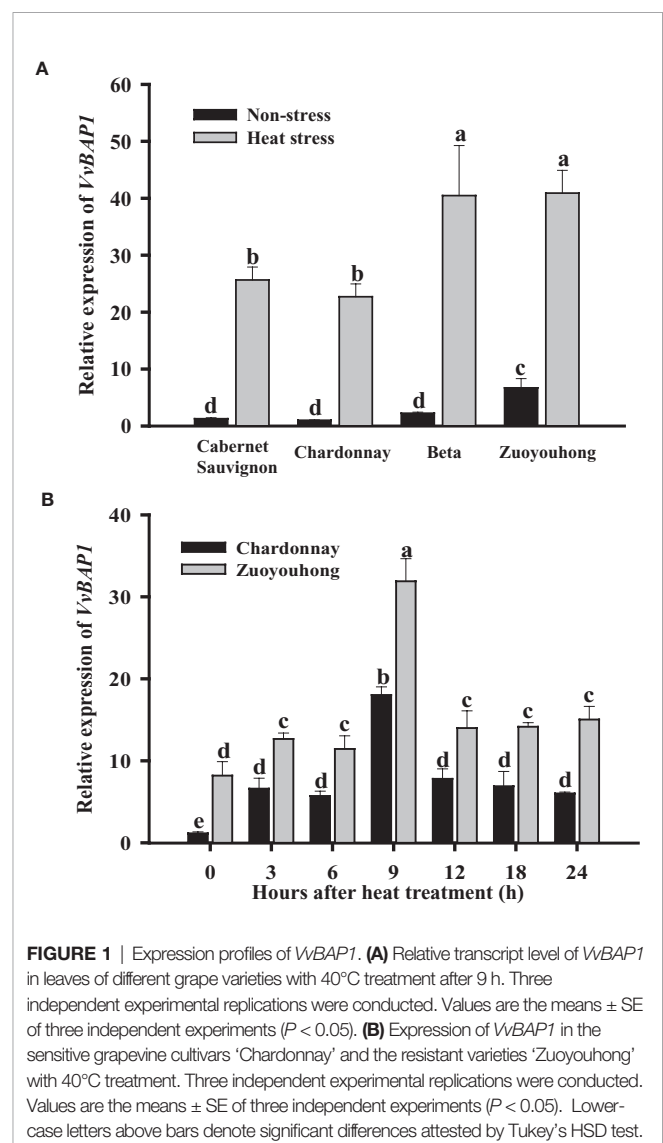 A
60
50
40
30
20
10
0
Relative expression of VvBAP1
Non-stress
Heat stress
d b d b d a c a
Cabernet
Sauvignon
Chardonnay
Beta
Zuoyouhong
B
40
30
20
10
0
Relative expression of VvBAP1
Chardonnay
Zuoyouhong
e d d c d c b a d c d c d c
0 3 6 9 12 18 24
Hours after heat treatment (h)
FIGURE 1 | Expression profiles of VvBAP1. (A) Relative transcript level of VvBAP1
in leaves of different grape varieties with 40°C treatment after 9 h. Three
independent experimental replications were conducted. Values are the means ± SE
of three independent experiments (P < 0.05). (B) Expression of VvBAP1 in the
sensitive grapevine cultivars ‘Chardonnay’ and the resistant varieties ‘Zuoyouhong’
with 40°C treatment. Three independent experimental replications were conducted.
Values are the means ± SE of three independent experiments (P < 0.05). Lower-
case letters above bars denote significant differences attested by Tukey’s HSD test.